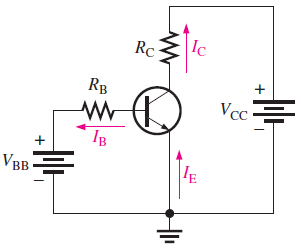 R_C
I_C
R_B
+
V_CC
−
I_B
+
V_BB
−
I_E